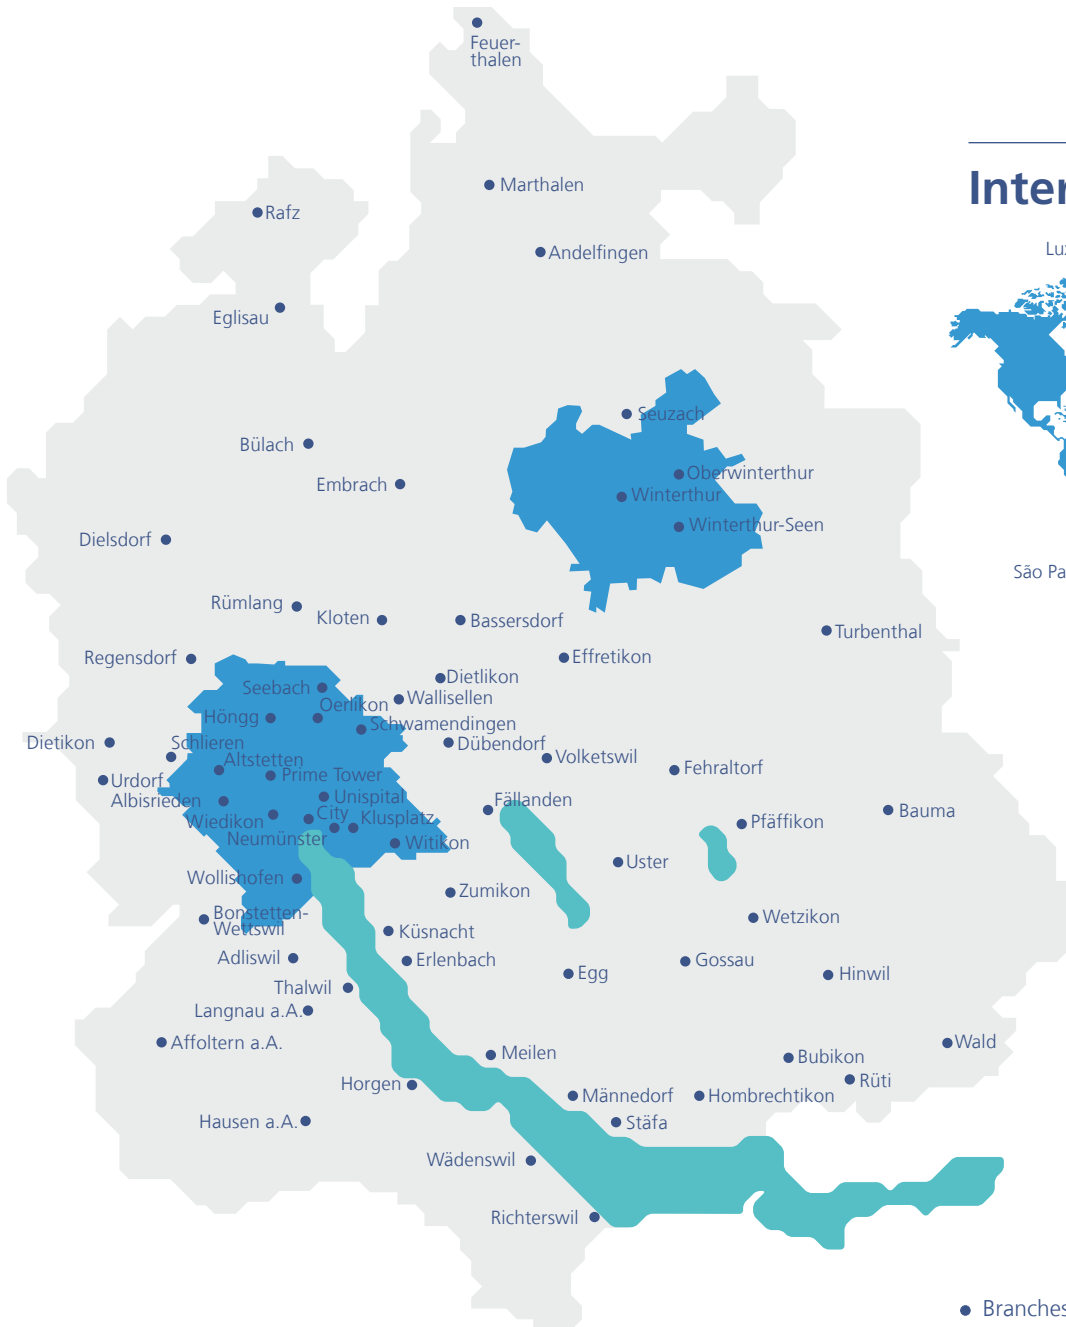 Feuer-
thalen
Marthalen
Rafz
Andelfingen
Eglisau
Seuzach
Bülach
Oberwinterthur
Embrach
Winterthur
Winterthur-Seen
Dielsdorf
Rümlang
Kloten
Bassersdorf
Turbenthal
Regensdorf
Effretikon
Dietlikon
Seebach
Wallisellen
Oerlikon
Höngg
Schwamendingen
Dietikon
Schlieren
Dübendorf
Volketswil
Altstetten
Prime Tower
Fehraltorf
Urdorf
Albisrieden
Unispital
Fällanden
Bauma
Wiedikon
City
Klusplatz
Pfäffikon
Neumünster
Witikon
Uster
Wollishofen
Zumikon
Bonstetten-
Wettswil
Wetzikon
Küsnacht
Adliswil
Erlenbach
Gossau
Egg
Hinwil
Thalwil
Langnau a.A.
Affoltern a.A.
Meilen
Wald
Bubikon
Horgen
Rüti
Männedorf
Hombrechtikon
Hausen a.A.
Stäfa
Wädenswil
Richterswil
Inter
Lu
São Pa
Branches